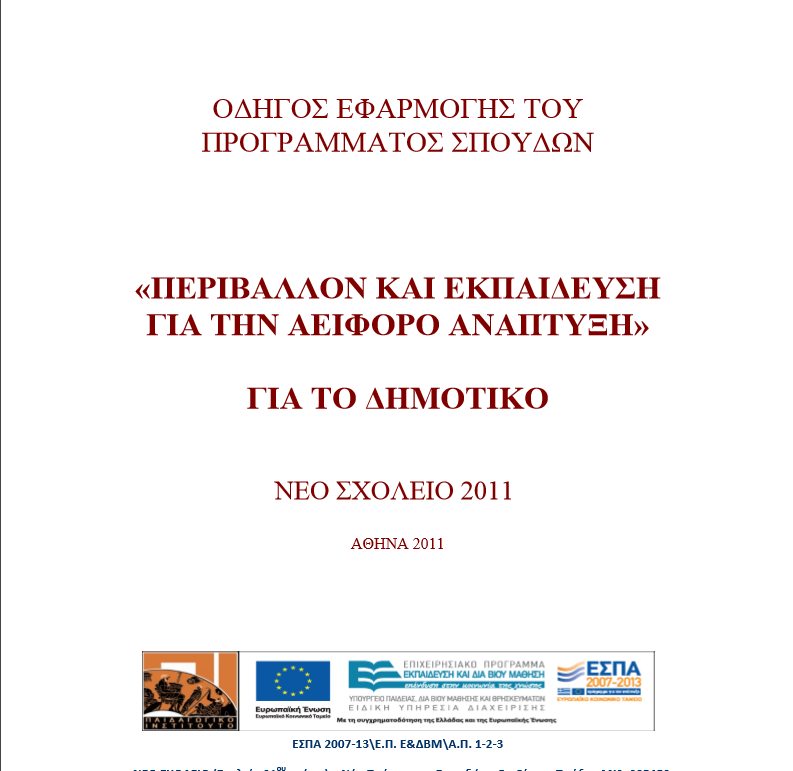 ΟΔΗΓΟΣ ΕΦΑΡΜΟΓΗΣ ΤΟΥ
ΠΡΟΓΡΑΜΜΑΤΟΣ ΣΠΟΥΔΩΝ
«ΠΕΡΙΒΑΛΛΟΝ ΚΑΙ ΕΚΠΑΙΔΕΥΣΗ
ΓΙΑ ΤΗΝ ΑΕΙΦΟΡΟ ΑΝΑΠΤΥΞΗ»
ΓΙΑ ΤΟ ΔΗΜΟΤΙΚΟ
ΝΕΟ ΣΧΟΛΕΙΟ 2011
ΑΘΗΝΑ 2011
ΠΑΙΔΑΓΩΓΙΚΟ
ΙΝΣΤΙΤΟΥΤΟ
Ευρωπαϊκή Ένωση
Ευρωπαϊκό Κοινωνικό Ταμείο
ΕΠΙΧΕΙΡΗΣΙΑΚΟ ΠΡΟΓΡΑΜΜΑ
ΕΚΠΑΙΔΕΥΣΗ ΚΑΙ ΔΙΑ ΒΙΟΥ ΜΑΘΗΣΗ
επένδυση στην κοινωνία της γνώσης
ΥΠΟΥΡΓΕΙΟ ΠΑΙΔΕΙΑΣ, ΔΙΑ ΒΙΟΥ ΜΑΘΗΣΗΣ ΚΑΙ ΘΡΗΣΚΕΥΜΑΤΩΝ
ΕΙΔΙΚΗ ΥΠΗΡΕΣΙΑ ΔΙΑΧΕΙΡΙΣΗΣ
Με τη συγχρηματοδότηση της Ελλάδας και της Ευρωπαϊκής Ένωσης
ΕΣΠΑ
2007-2013
ΕΥΡΩΠΑΪΚΟ ΚΟΙΝΩΝΙΚΟ ΤΑΜΕΙΟ
ΕΣΠΑ 2007-13\Ε.Π. Ε&ΔΒΜ\Α.Π. 1-2-3